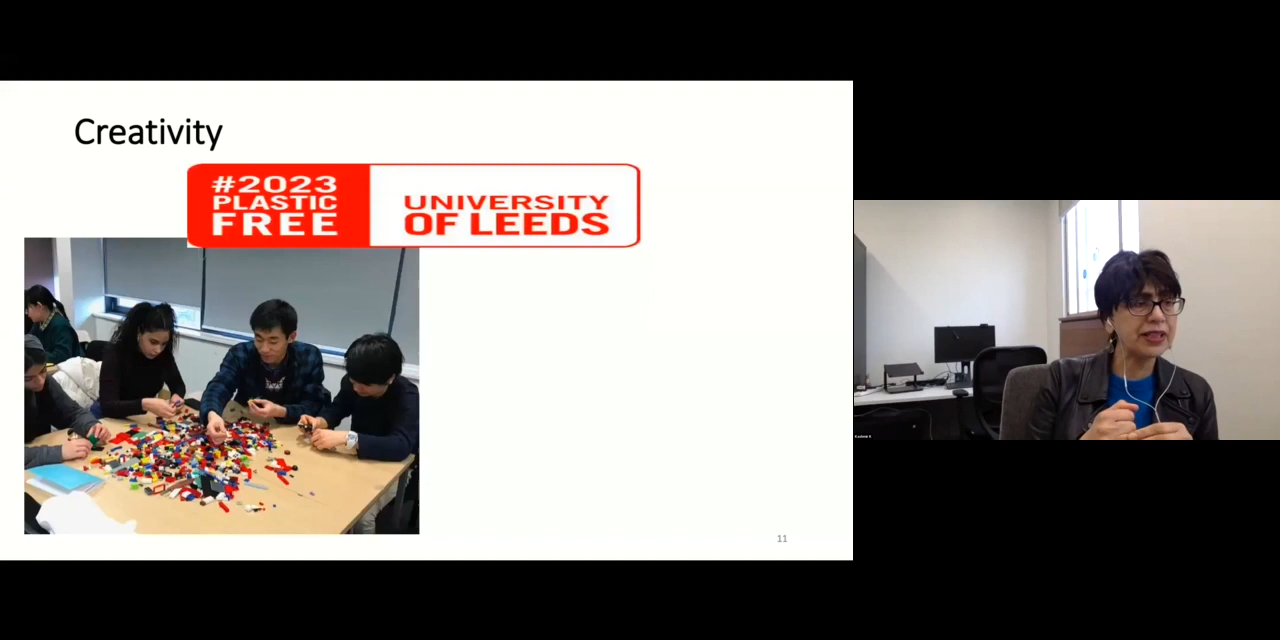 Creativity
#2023
PLASTIC
FREE
UNIVERSITY
OF LEEDS
11